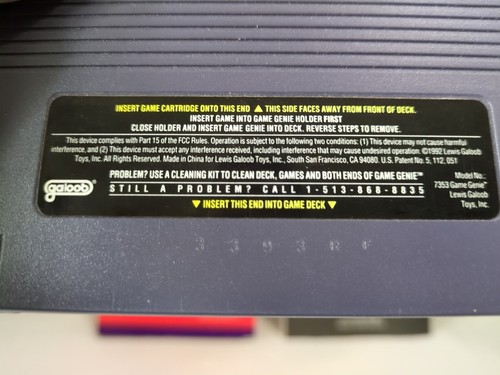 INSERT GAME CARTRIDGE ONTO THIS END ▲ THIS SIDE FACES AWAY FROM FRONT OF DECK.
INSERT GAME INTO GAME GENIE HOLDER FIRST
CLOSE HOLDER AND INSERT GAME GENIE INTO DECK. REVERSE STEPS TO REMOVE.
This device complies with Part 15 of the FCC Rules. Operation is subject to the following two conditions: (1) This device may not cause harmful
interference, and (2) This device must accept any interference received, including interference that may cause undesired operation. ©1992 Lewis Galoob
Toys, Inc. All Rights Reserved. Made in China for Lewis Galoob Toys, Inc., South San Francisco, CA 94080. U.S. Patent No. 5, 112, 051
PROBLEM? USE A CLEANING KIT TO CLEAN DECK, GAMES AND BOTH ENDS OF GAME GENIE™
STILL A PROBLEM? CALL 1-513-868-8835
▼ INSERT THIS END INTO GAME DECK ▼
galoob®
Model No.:
7353 Game Genie™
Lewis Galoob
Toys, Inc.